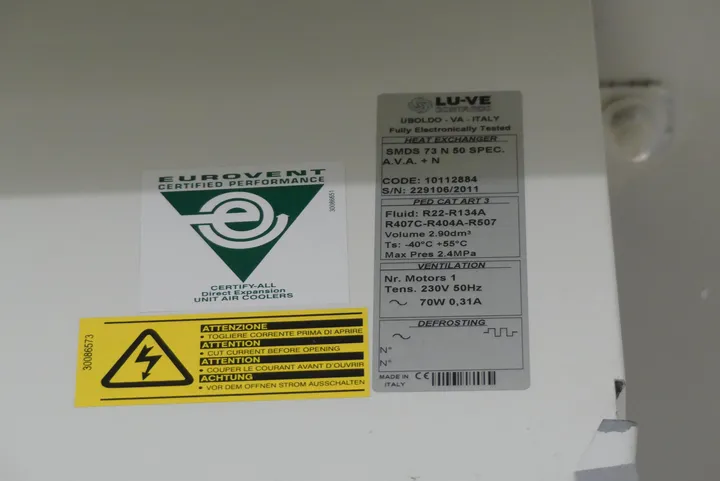 LU-VE
CONTARDO
UBOLDO - VA - ITALY
Fully Electronically Tested
HEAT EXCHANGER
SMDS 73 N 50 SPEC.
A.V.A. + N
CODE: 10112884
S/N: 229106/2011
PED CAT ART 3
Fluid: R22-R134A
R407C-R404A-R507
Volume 2.90dm³
Ts: -40°C +55°C
Max Pres 2.4MPa
VENTILATION
Nr. Motors 1
Tens. 230V 50Hz
~ 70W 0,31A
DEFROSTING
~
N°
N°
MADE IN
ITALY
CE
EUROVENT
CERTIFIED PERFORMANCE
e
CERTIFY-ALL
Direct Expansion
UNIT AIR COOLERS
30086651
30086573
ATTENZIONE
• TOGLIERE CORRENTE PRIMA DI APRIRE
ATTENTION
• CUT CURRENT BEFORE OPENING
ATTENTION
• COUPER LE COURANT AVANT D'OUVRIR
ACHTUNG
• VOR DEM OFFNEN STROM AUSSCHALTEN